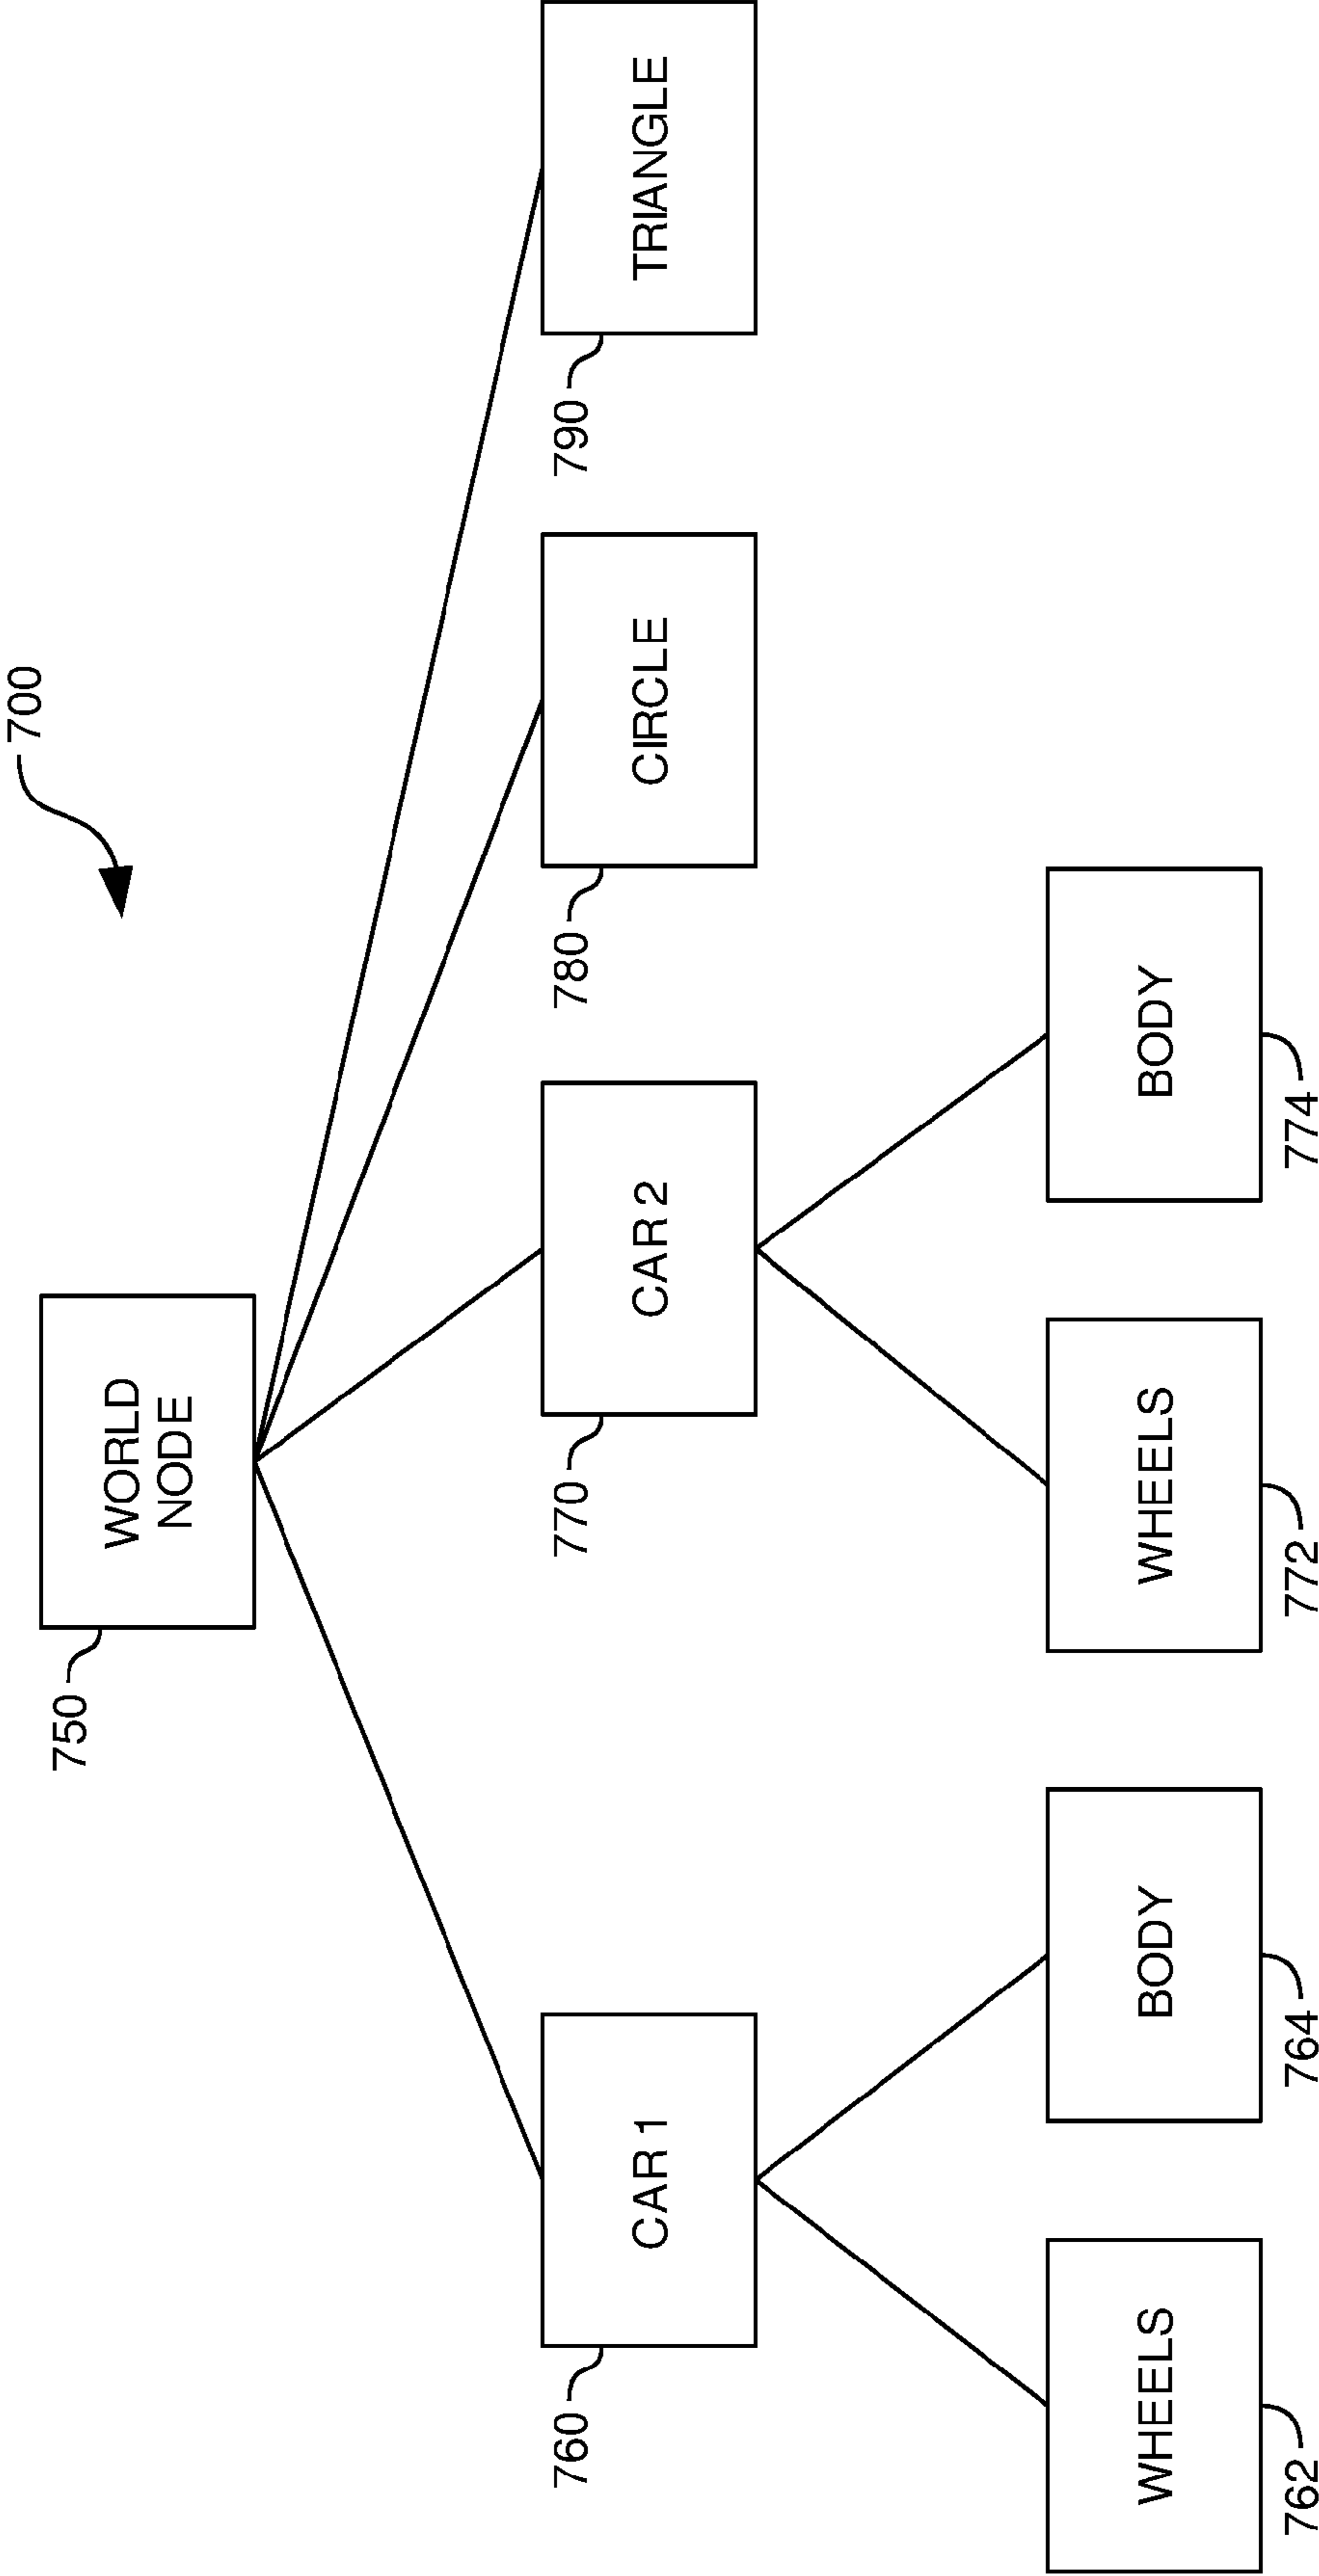 700
750
WORLD
NODE
760
CAR 1
770
CAR 2
780
CIRCLE
790
TRIANGLE
WHEELS
BODY
WHEELS
BODY
762
764
772
774